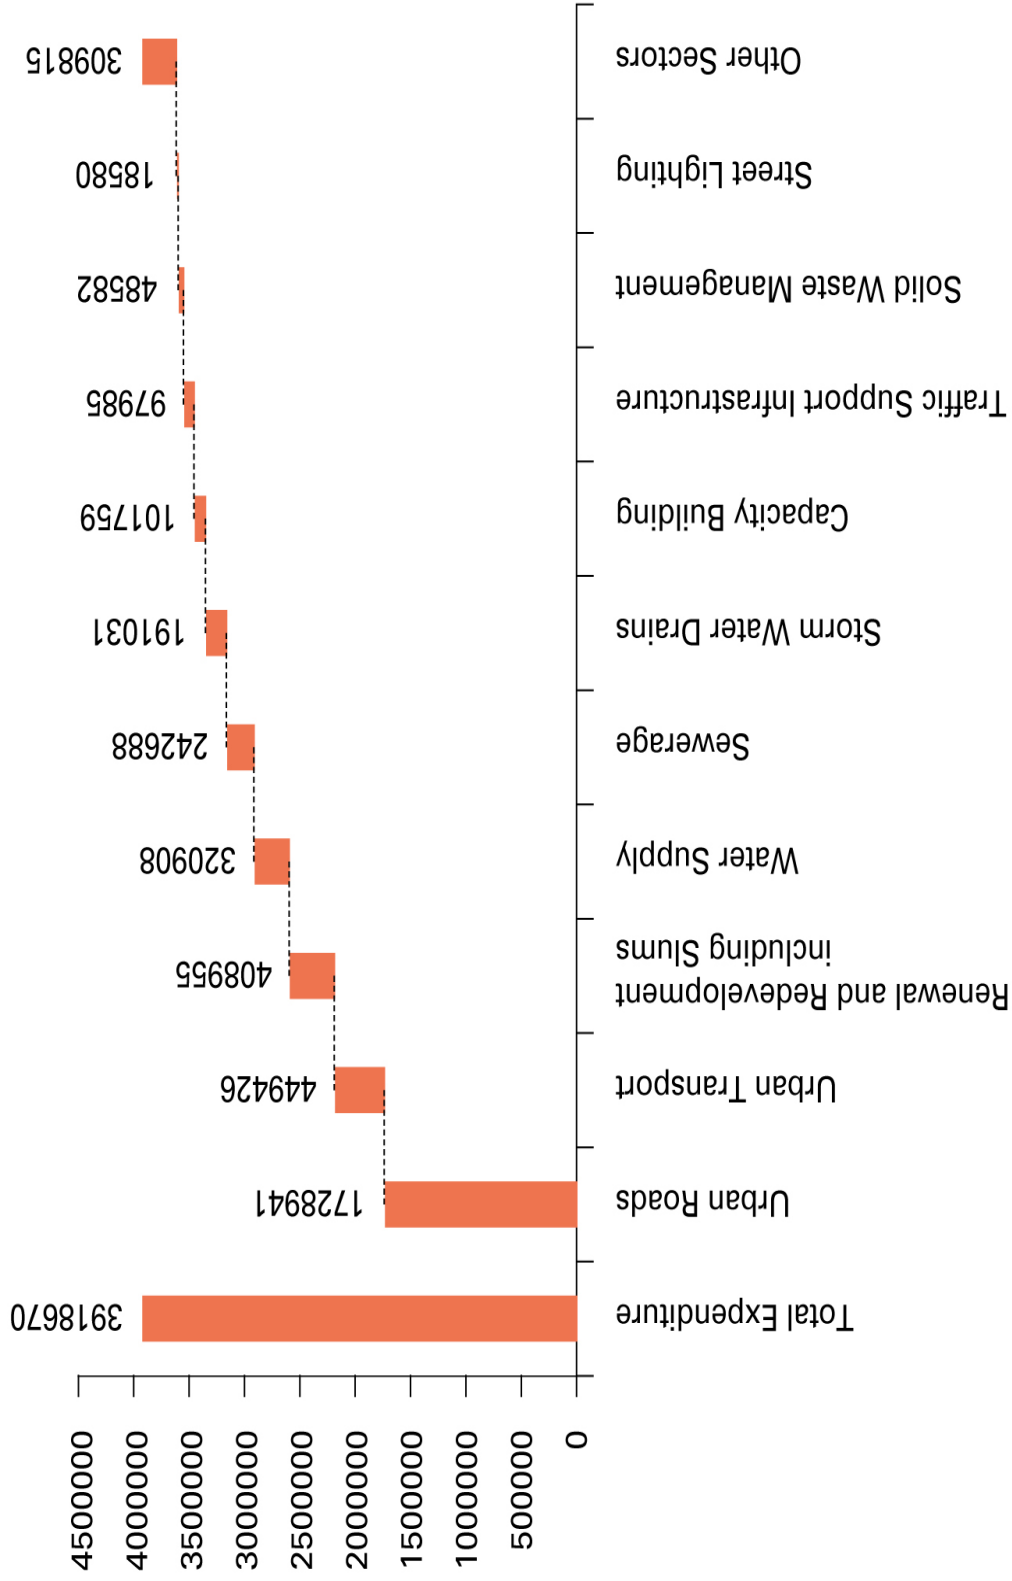 Total Expenditure
3918670
Urban Roads
1728941
Urban Transport
449426
Renewal and Redevelopment
including Slums
408955
Water Supply
320908
Sewerage
242688
Storm Water Drains
191031
Capacity Building
101759
Traffic Support Infrastructure
97985
Solid Waste Management
48582
Street Lighting
18580
Other Sectors
309815
0
500000
1000000
1500000
2000000
2500000
3000000
3500000
4000000
4500000